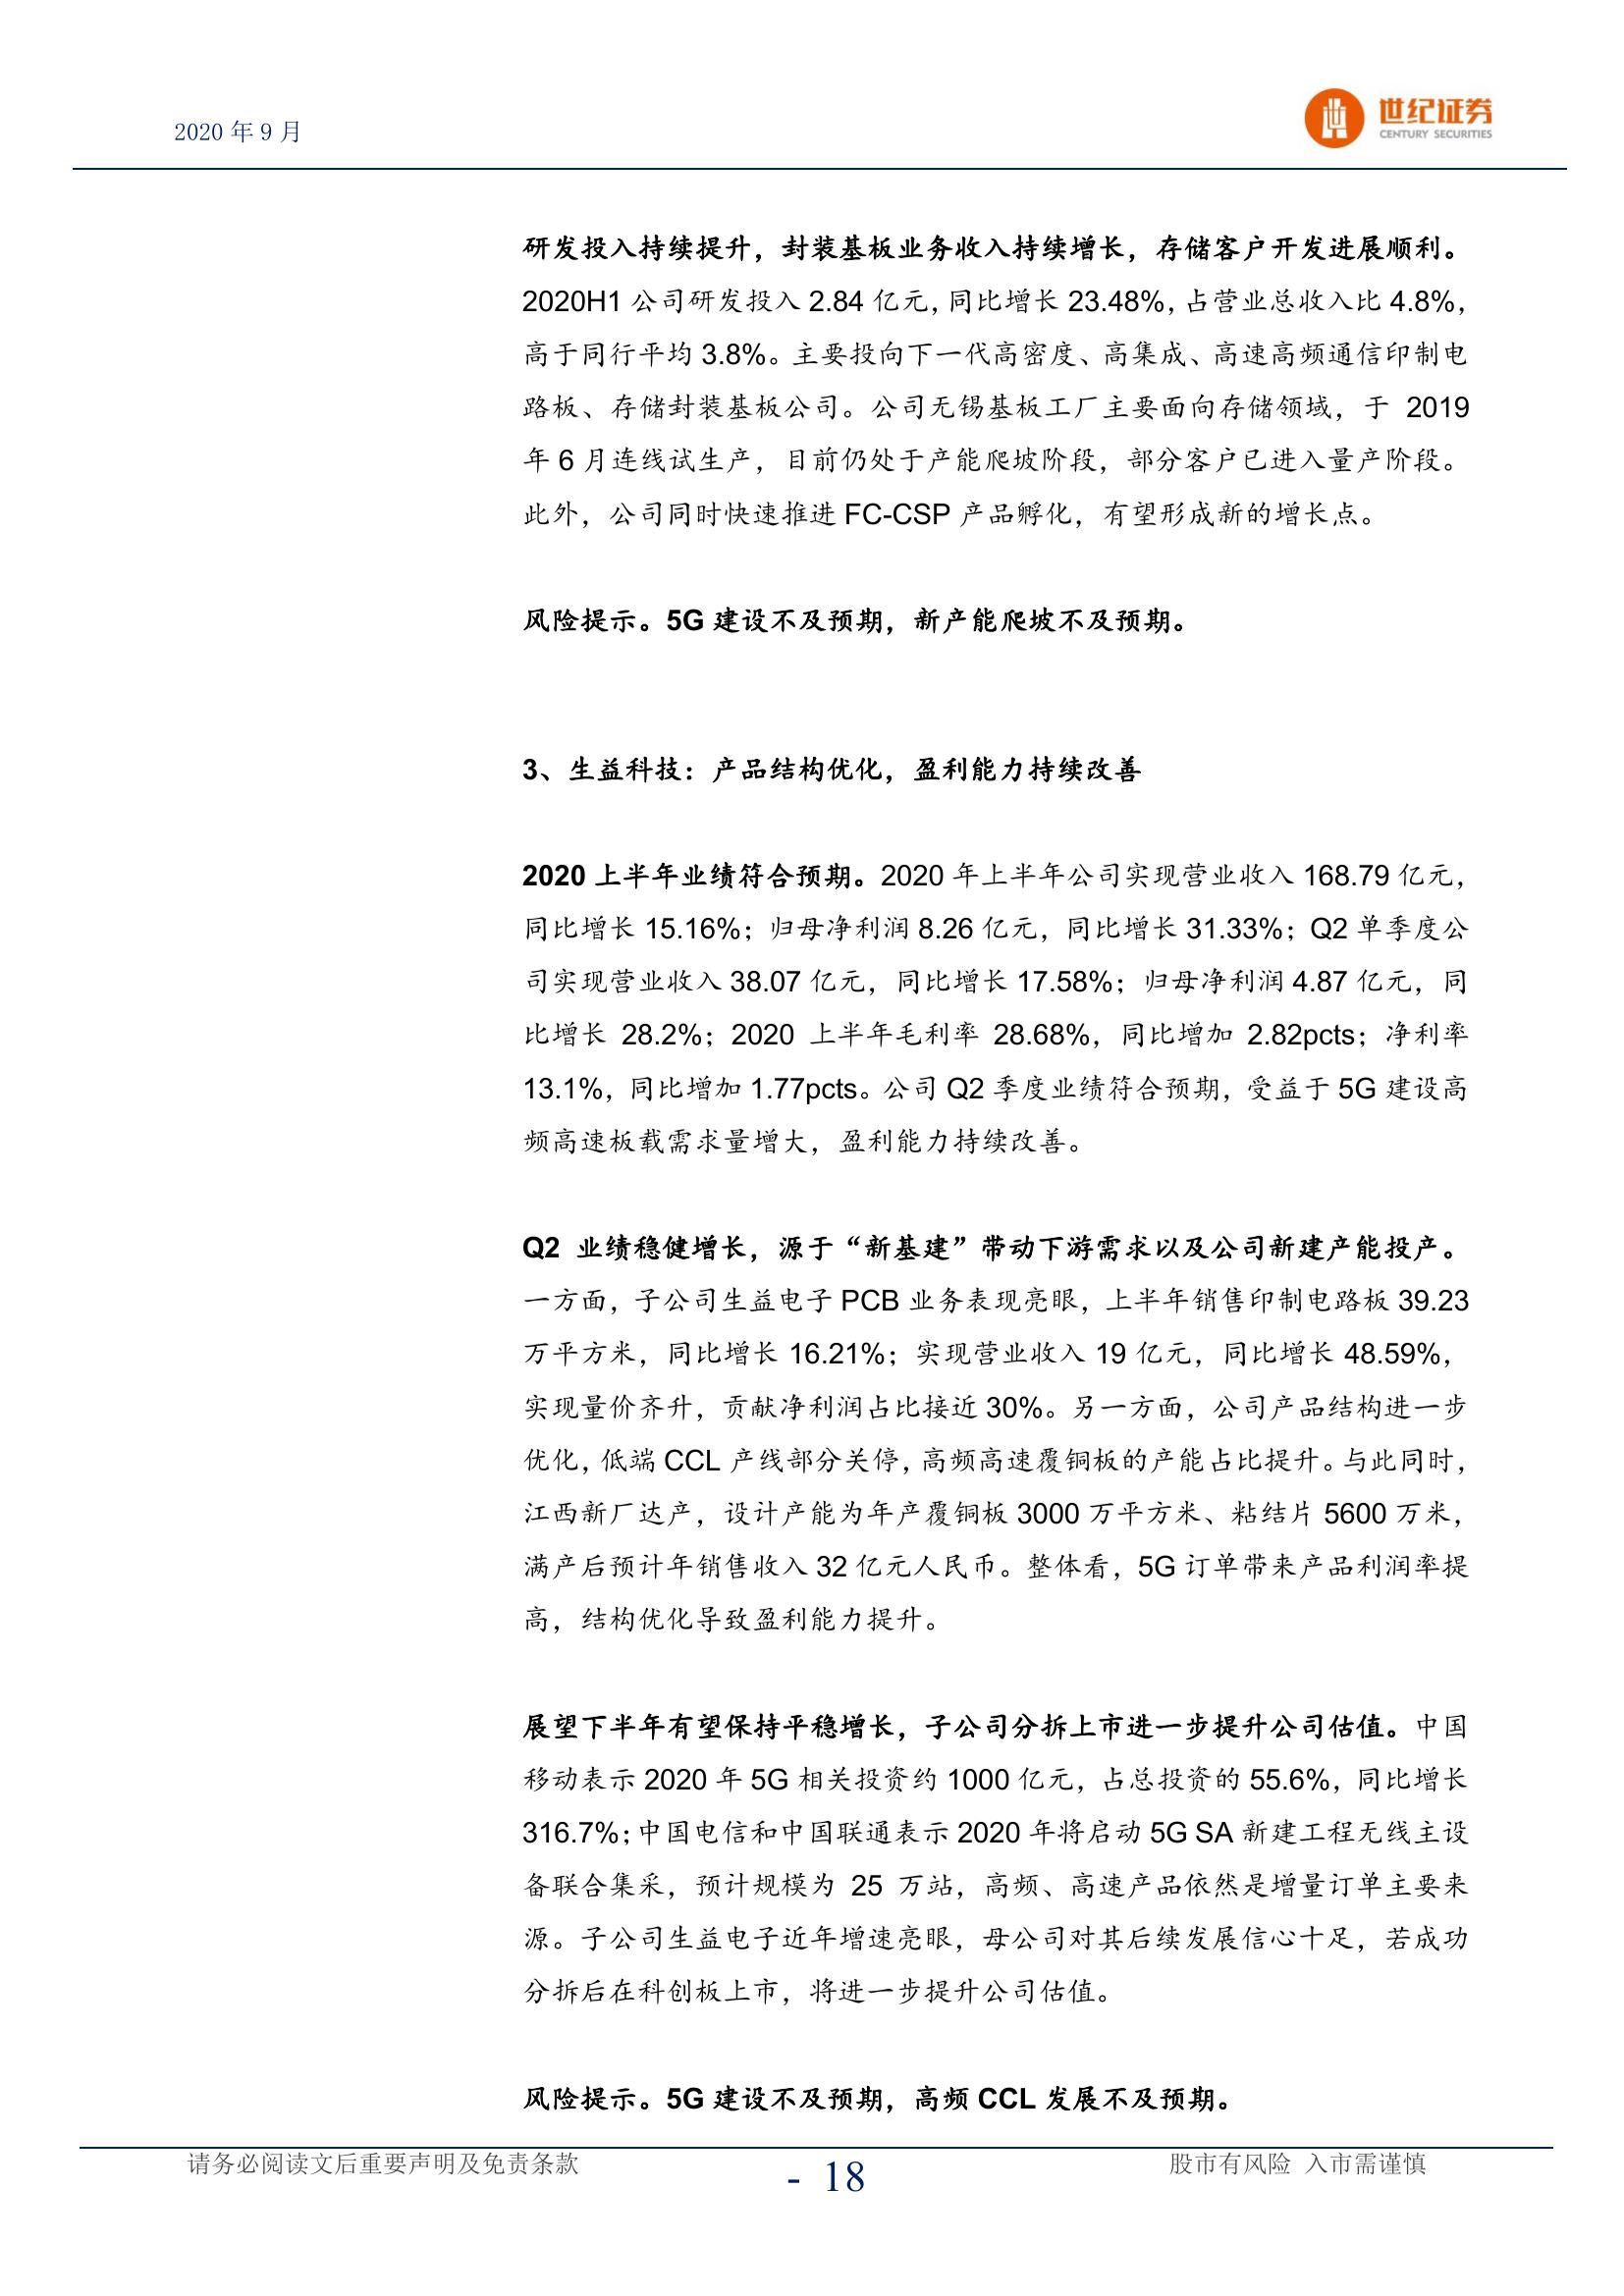 2020 年 9 月
世纪证券
CENTURY SECURITIES
研发投入持续提升，封装基板业务收入持续增长，存储客户开发进展顺利。
2020H1 公司研发投入 2.84 亿元，同比增长 23.48%，占营业总收入比 4.8%，
高于同行平均 3.8%。主要投向下一代高密度、高集成、高速高频通信印制电
路板、存储封装基板公司。公司无锡基板工厂主要面向存储领域，于 2019
年 6 月连线试生产，目前仍处于产能爬坡阶段，部分客户已进入量产阶段。
此外，公司同时快速推进 FC-CSP 产品孵化，有望形成新的增长点。
风险提示。5G 建设不及预期，新产能爬坡不及预期。
3、生益科技：产品结构优化，盈利能力持续改善
2020 上半年业绩符合预期。2020 年上半年公司实现营业收入 168.79 亿元，
同比增长 15.16%；归母净利润 8.26 亿元，同比增长 31.33%；Q2 单季度公
司实现营业收入 38.07 亿元，同比增长 17.58%；归母净利润 4.87 亿元，同
比增长 28.2%；2020 上半年毛利率 28.68%，同比增加 2.82pcts；净利率
13.1%，同比增加 1.77pcts。公司 Q2 季度业绩符合预期，受益于 5G 建设高
频高速板载需求量增大，盈利能力持续改善。
Q2 业绩稳健增长，源于“新基建”带动下游需求以及公司新建产能投产。
一方面，子公司生益电子 PCB 业务表现亮眼，上半年销售印制电路板 39.23
万平方米，同比增长 16.21%；实现营业收入 19 亿元，同比增长 48.59%，
实现量价齐升，贡献净利润占比接近 30%。另一方面，公司产品结构进一步
优化，低端 CCL 产线部分关停，高频高速覆铜板的产能占比提升。与此同时，
江西新厂达产，设计产能为年产覆铜板 3000 万平方米、粘结片 5600 万米，
满产后预计年销售收入 32 亿元人民币。整体看，5G 订单带来产品利润率提
高，结构优化导致盈利能力提升。
展望下半年有望保持平稳增长，子公司分拆上市进一步提升公司估值。中国
移动表示 2020 年 5G 相关投资约 1000 亿元，占总投资的 55.6%，同比增长
316.7%；中国电信和中国联通表示 2020 年将启动 5G SA 新建工程无线主设
备联合集采，预计规模为 25 万站，高频、高速产品依然是增量订单主要来
源。子公司生益电子近年增速亮眼，母公司对其后续发展信心十足，若成功
分拆后在科创板上市，将进一步提升公司估值。
风险提示。5G 建设不及预期，高频 CCL 发展不及预期。
请务必阅读文后重要声明及免责条款
- 18
股市有风险 入市需谨慎